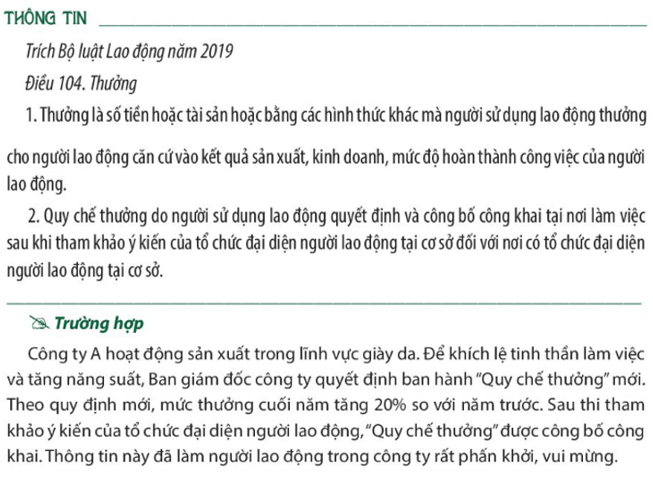 THÔNG TIN
Trích Bộ luật Lao động năm 2019
Điều 104. Thưởng
1. Thưởng là số tiền hoặc tài sản hoặc bằng các hình thức khác mà người sử dụng lao động thưởng
cho người lao động căn cứ vào kết quả sản xuất, kinh doanh, mức độ hoàn thành công việc của người
lao động.
2. Quy chế thưởng do người sử dụng lao động quyết định và công bố công khai tại nơi làm việc
sau khi tham khảo ý kiến của tổ chức đại diện người lao động tại cơ sở đối với nơi có tổ chức đại diện
người lao động tại cơ sở.
Trường hợp
Công ty A hoạt động sản xuất trong lĩnh vực giày da. Để khích lệ tinh thần làm việc
và tăng năng suất, Ban giám đốc công ty quyết định ban hành "Quy chế thưởng" mới.
Theo quy định mới, mức thưởng cuối năm tăng 20% so với năm trước. Sau thi tham
khảo ý kiến của tổ chức đại diện người lao động, "Quy chế thưởng" được công bố công
khai. Thông tin này đã làm người lao động trong công ty rất phấn khởi, vui mừng.